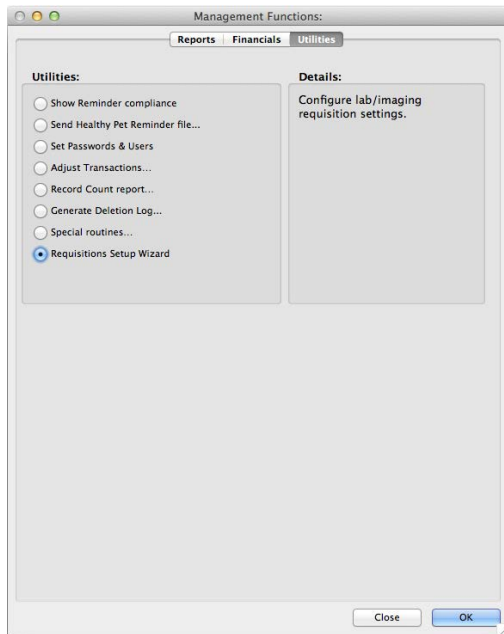 Management Functions:
Reports Financials Utilities
Utilities:
Show Reminder compliance
Send Healthy Pet Reminder file...
Set Passwords & Users
Adjust Transactions...
Record Count report...
Generate Deletion Log...
Special routines...
Requisitions Setup Wizard
Details:
Configure lab/imaging
requisition settings.
Close OK